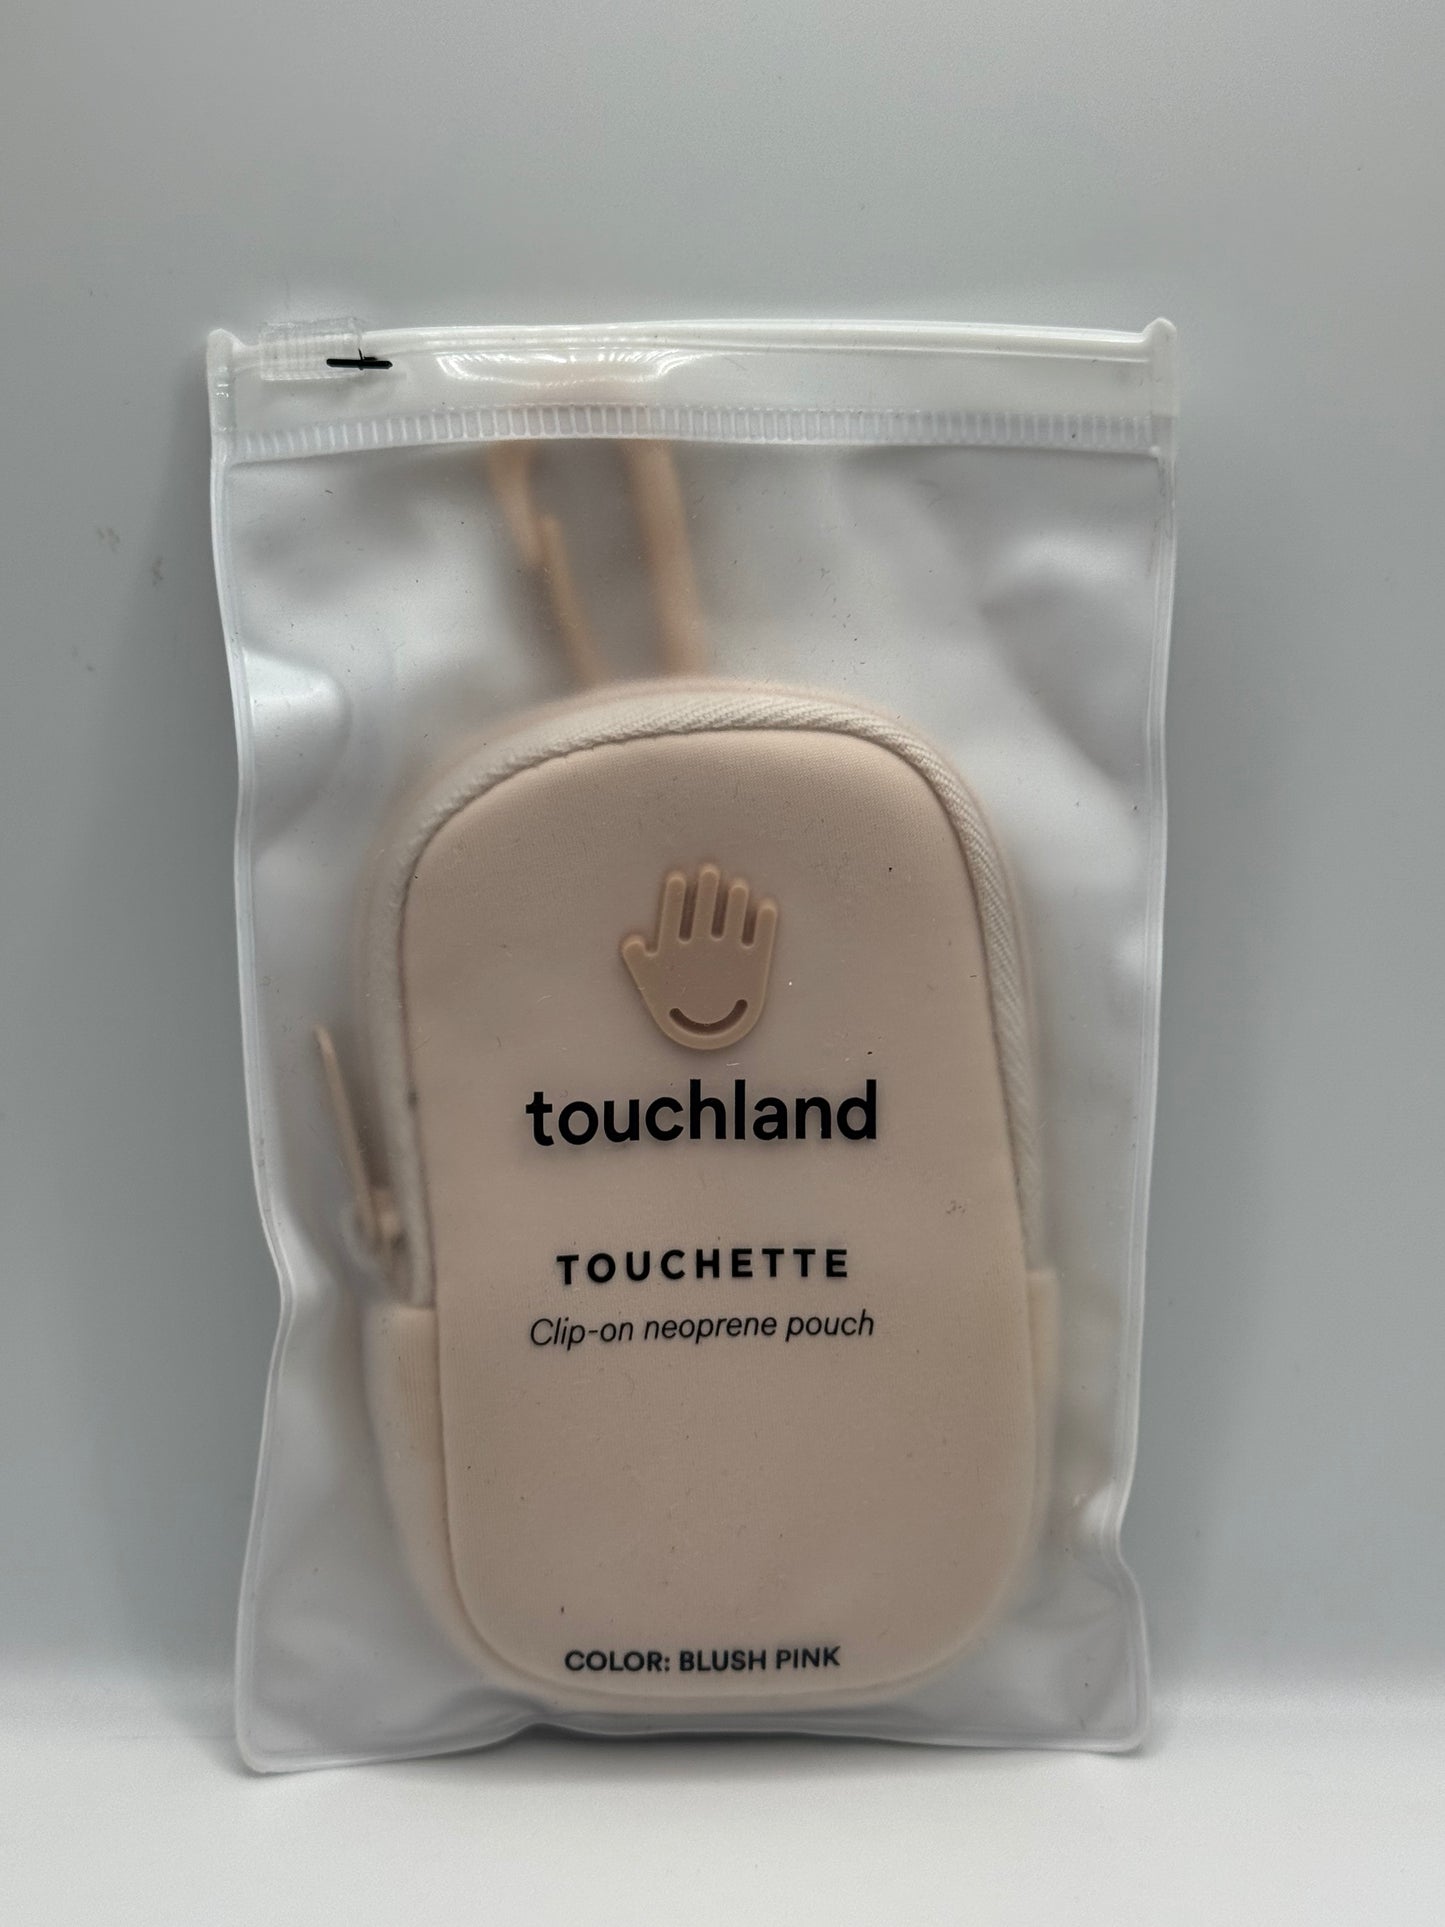 touchland
TOUCHETTE
Clip-on neoprene pouch
COLOR: BLUSH PINK